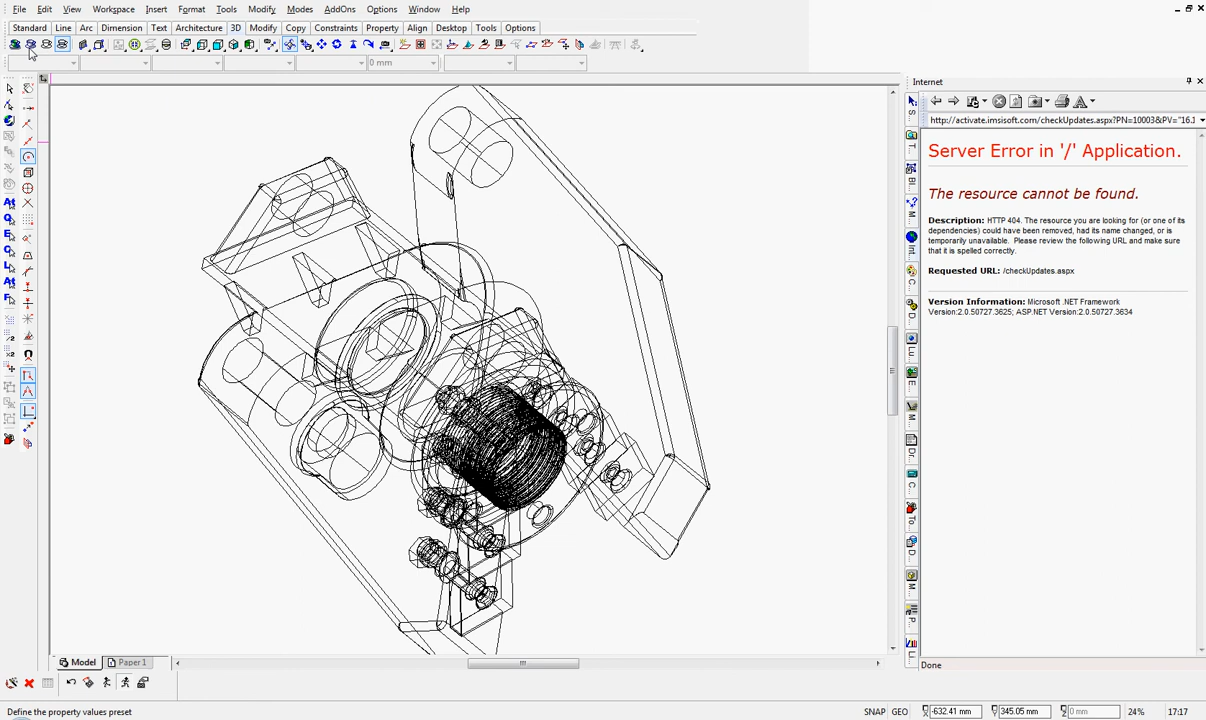 File Edit View Workspace Insert Format Tools Modify Modes AddOns Options Window Help
Standard Line Arc Dimension Text Architecture 3D Modify Copy Constraints Property Align Desktop Tools Options
0 mm
Internet
http://activate.imsisoft.com/checkUpdates.aspx?PN=10003&PV="16.1
Server Error in '/' Application.
The resource cannot be found.
Description: HTTP 404. The resource you are looking for (or one of its
dependencies) could have been removed, had its name changed, or is
temporarily unavailable. Please review the following URL and make sure
that it is spelled correctly.
Requested URL: /checkUpdates.aspx
Version Information: Microsoft .NET Framework
Version:2.0.50727.3625; ASP.NET Version:2.0.50727.3634
Model Paper 1
Done
Define the property values preset
SNAP GEO X -632.41 mm Y 345.05 mm Z 0 mm 24% 17:17